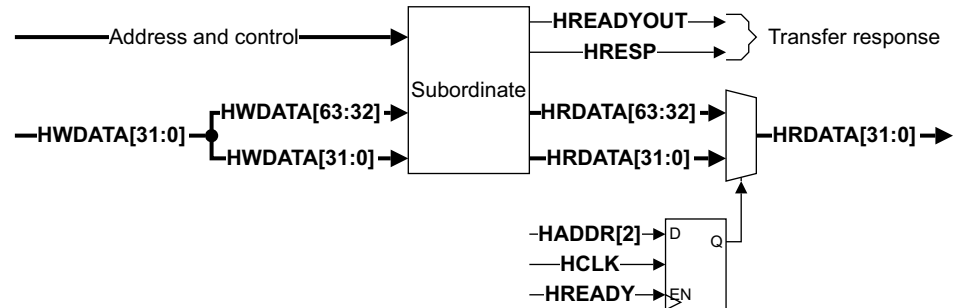 Address and control
HREADYOUT
HRESP
Transfer response
Subordinate
HWDATA[31:0]
HWDATA[63:32]
HWDATA[31:0]
HRDATA[63:32]
HRDATA[31:0]
HRDATA[31:0]
HADDR[2]
D
Q
HCLK
HREADY
EN